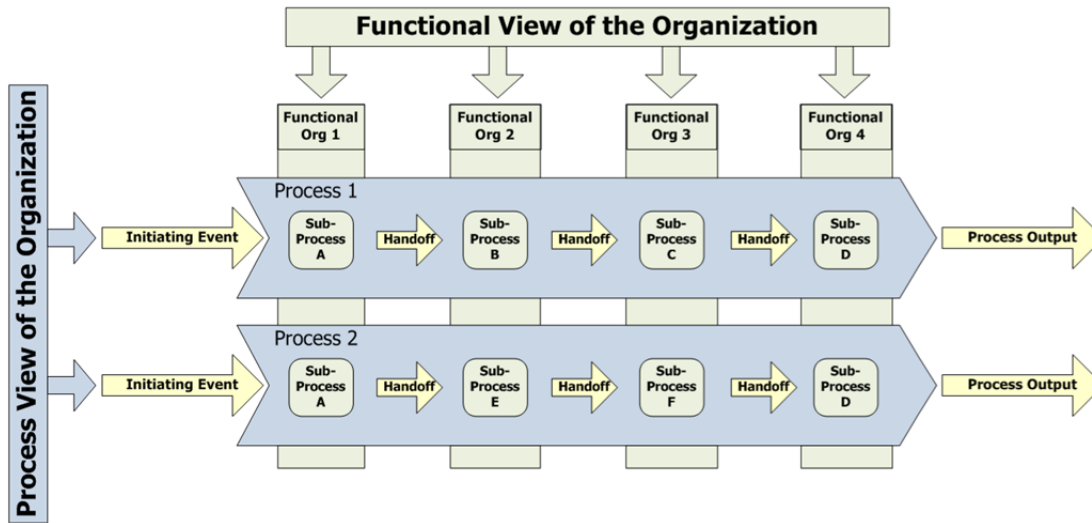 Functional View of the Organization
Process View of the Organization
Functional
Org 1
Functional
Org 2
Functional
Org 3
Functional
Org 4
Process 1
Initiating Event
Sub-
Process
A
Handoff
Sub-
Process
B
Handoff
Sub-
Process
C
Handoff
Sub-
Process
D
Process Output
Process 2
Initiating Event
Sub-
Process
A
Handoff
Sub-
Process
E
Handoff
Sub-
Process
F
Handoff
Sub-
Process
D
Process Output